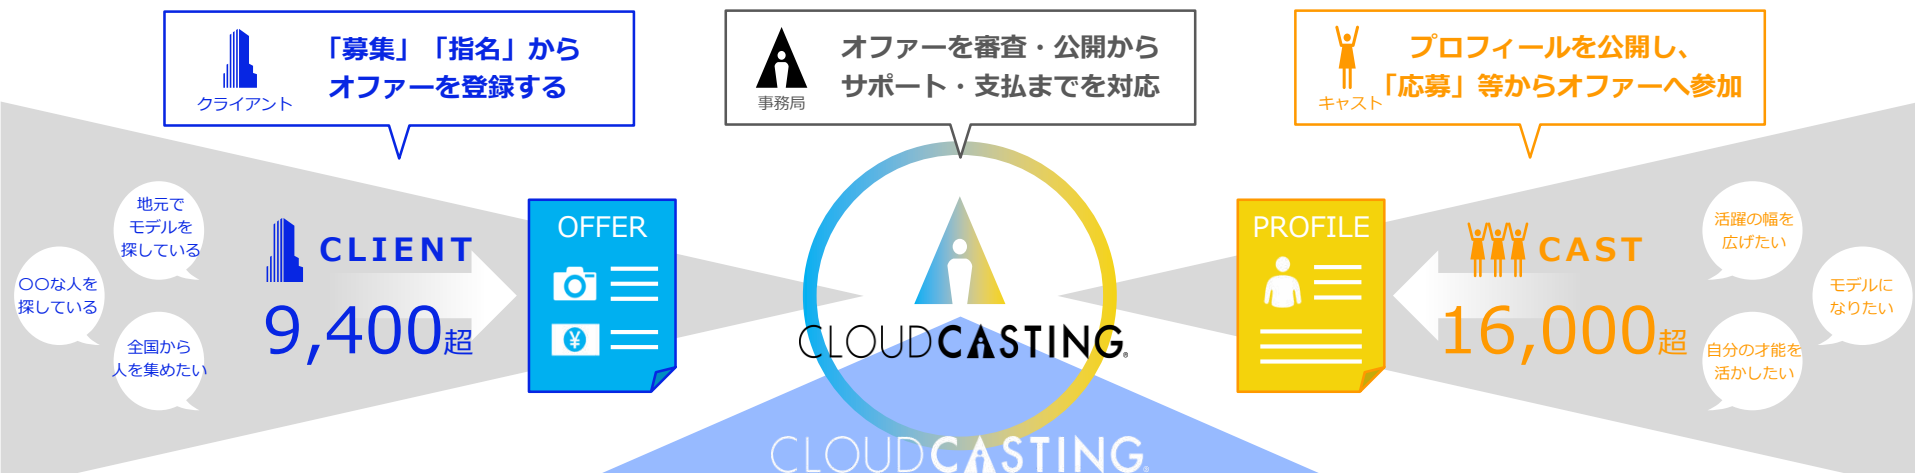 「募集」「指名」から
オファーを登録する
クライアント
オファーを審査・公開から
サポート・支払までを対応
事務局
プロフィールを公開し、
「応募」等からオファーへ参加
キャスト
地元で
モデルを
探している
〇〇な人を
探している
全国から
人を集めたい
CLIENT
9,400超
OFFER
¥
CLOUDCASTING®
PROFILE
CAST
16,000超
活躍の幅を
広げたい
モデルに
なりたい
自分の才能を
活かしたい
CLOUDCASTING®